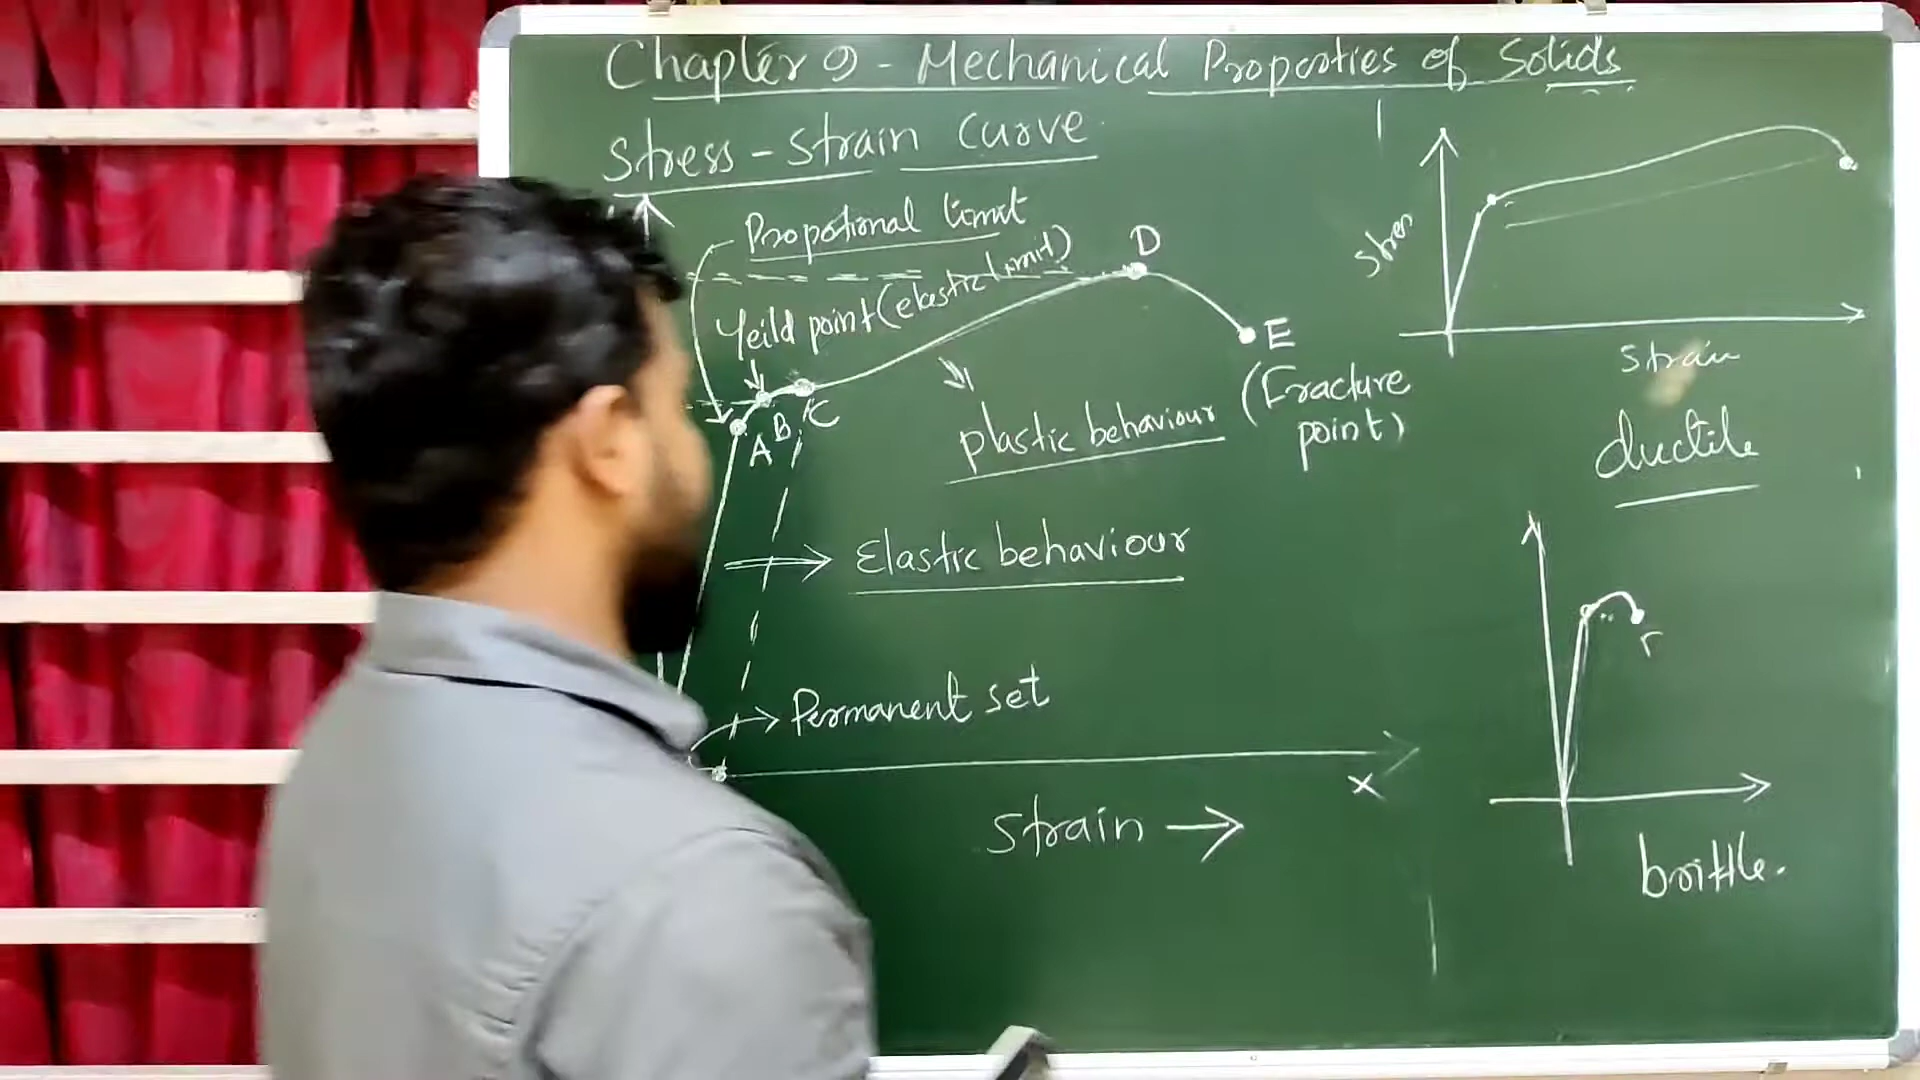 Chapter 9 - Mechanical Properties of Solids
Stress - Strain Curve
Propotional limit
Yeild point (elastic limit)
D
E
(Fracture
point)
A
B
C
plastic behaviour
Elastic behaviour
Permanent set
x
Strain →
Stress
Strain
ductile
F
brittle.